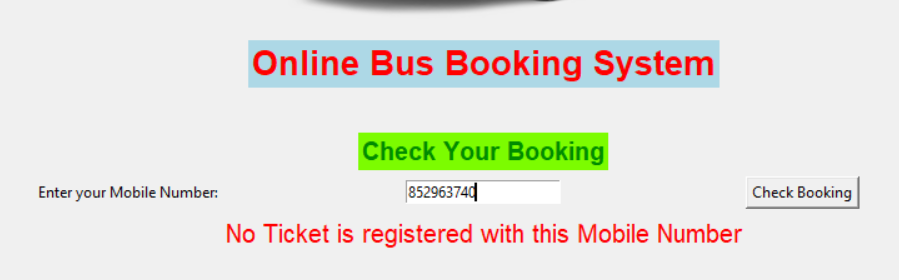 Online Bus Booking System
Check Your Booking
Enter your Mobile Number: 852963740 Check Booking
No Ticket is registered with this Mobile Number